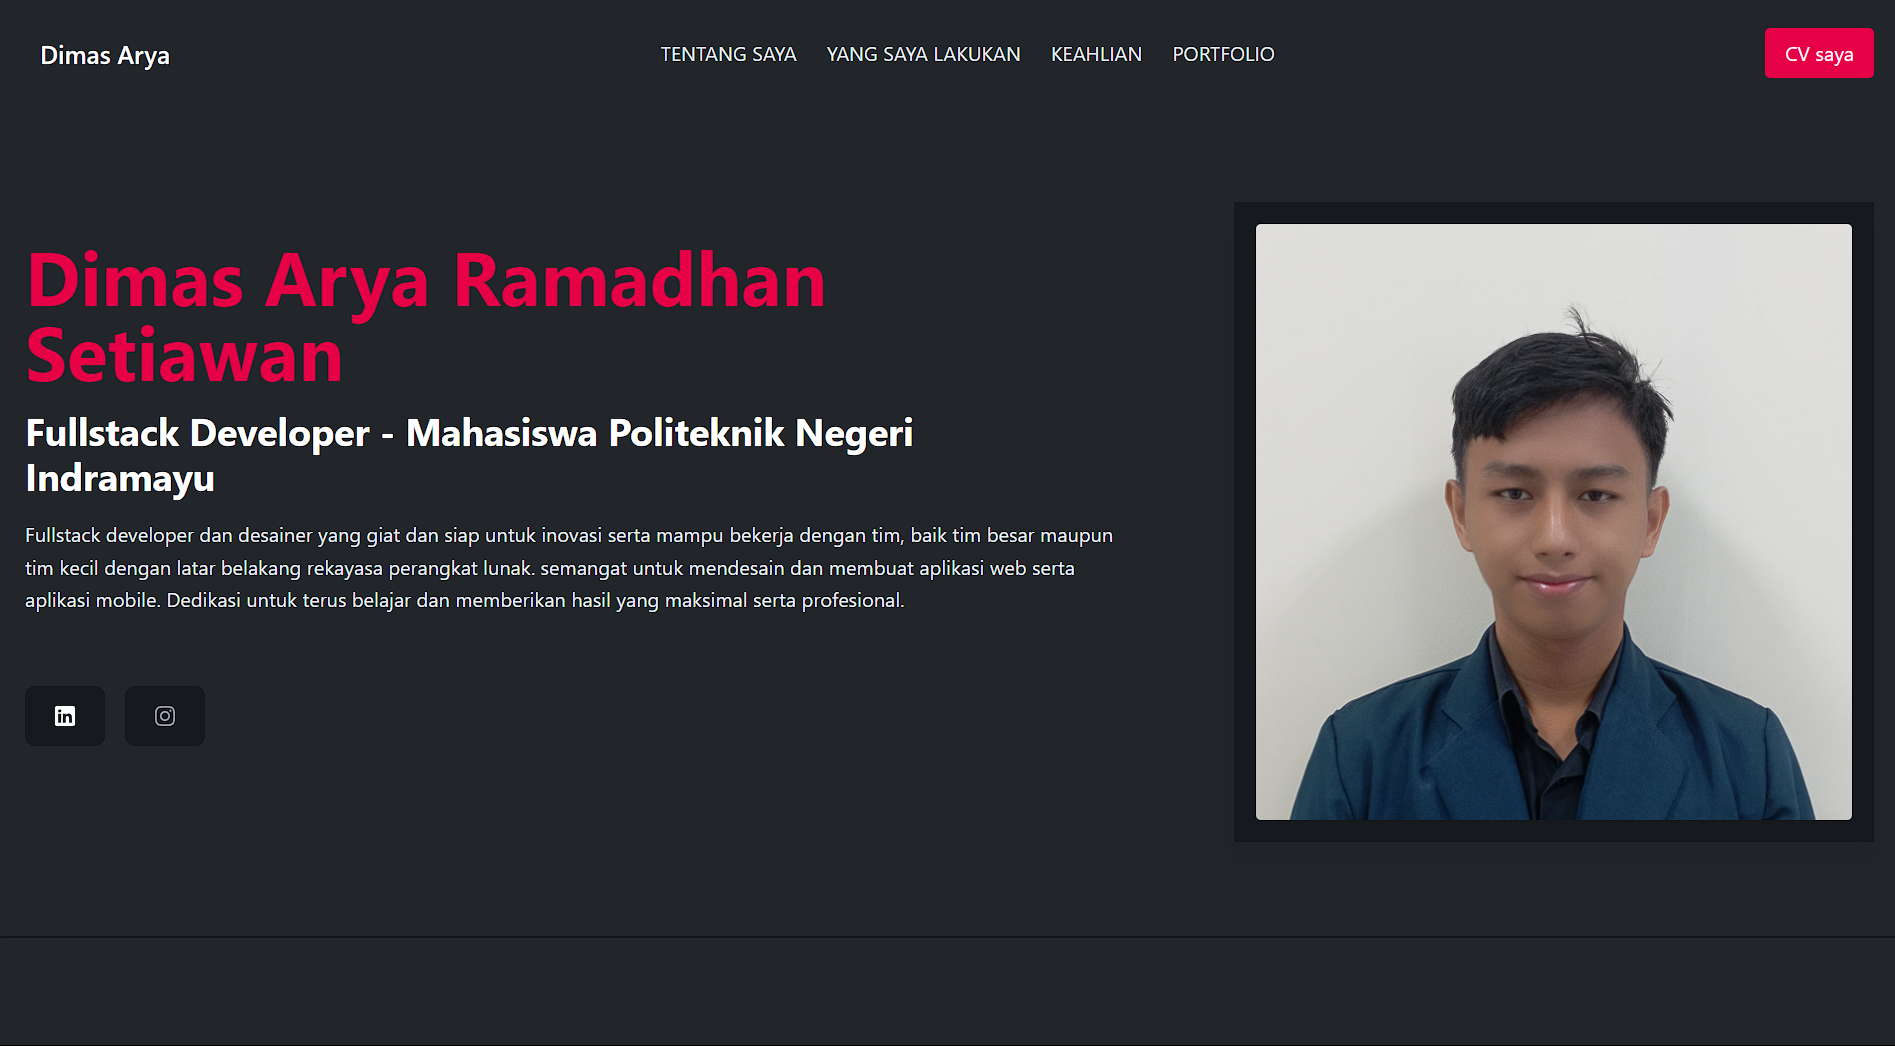 Dimas Arya
TENTANG SAYA
YANG SAYA LAKUKAN
KEAHLIAN
PORTFOLIO
CV saya
Dimas Arya Ramadhan
Setiawan
Fullstack Developer - Mahasiswa Politeknik Negeri
Indramayu
Fullstack developer dan desainer yang giat dan siap untuk inovasi serta mampu bekerja dengan tim, baik tim besar maupun
tim kecil dengan latar belakang rekayasa perangkat lunak. semangat untuk mendesain dan membuat aplikasi web serta
aplikasi mobile. Dedikasi untuk terus belajar dan memberikan hasil yang maksimal serta profesional.
in